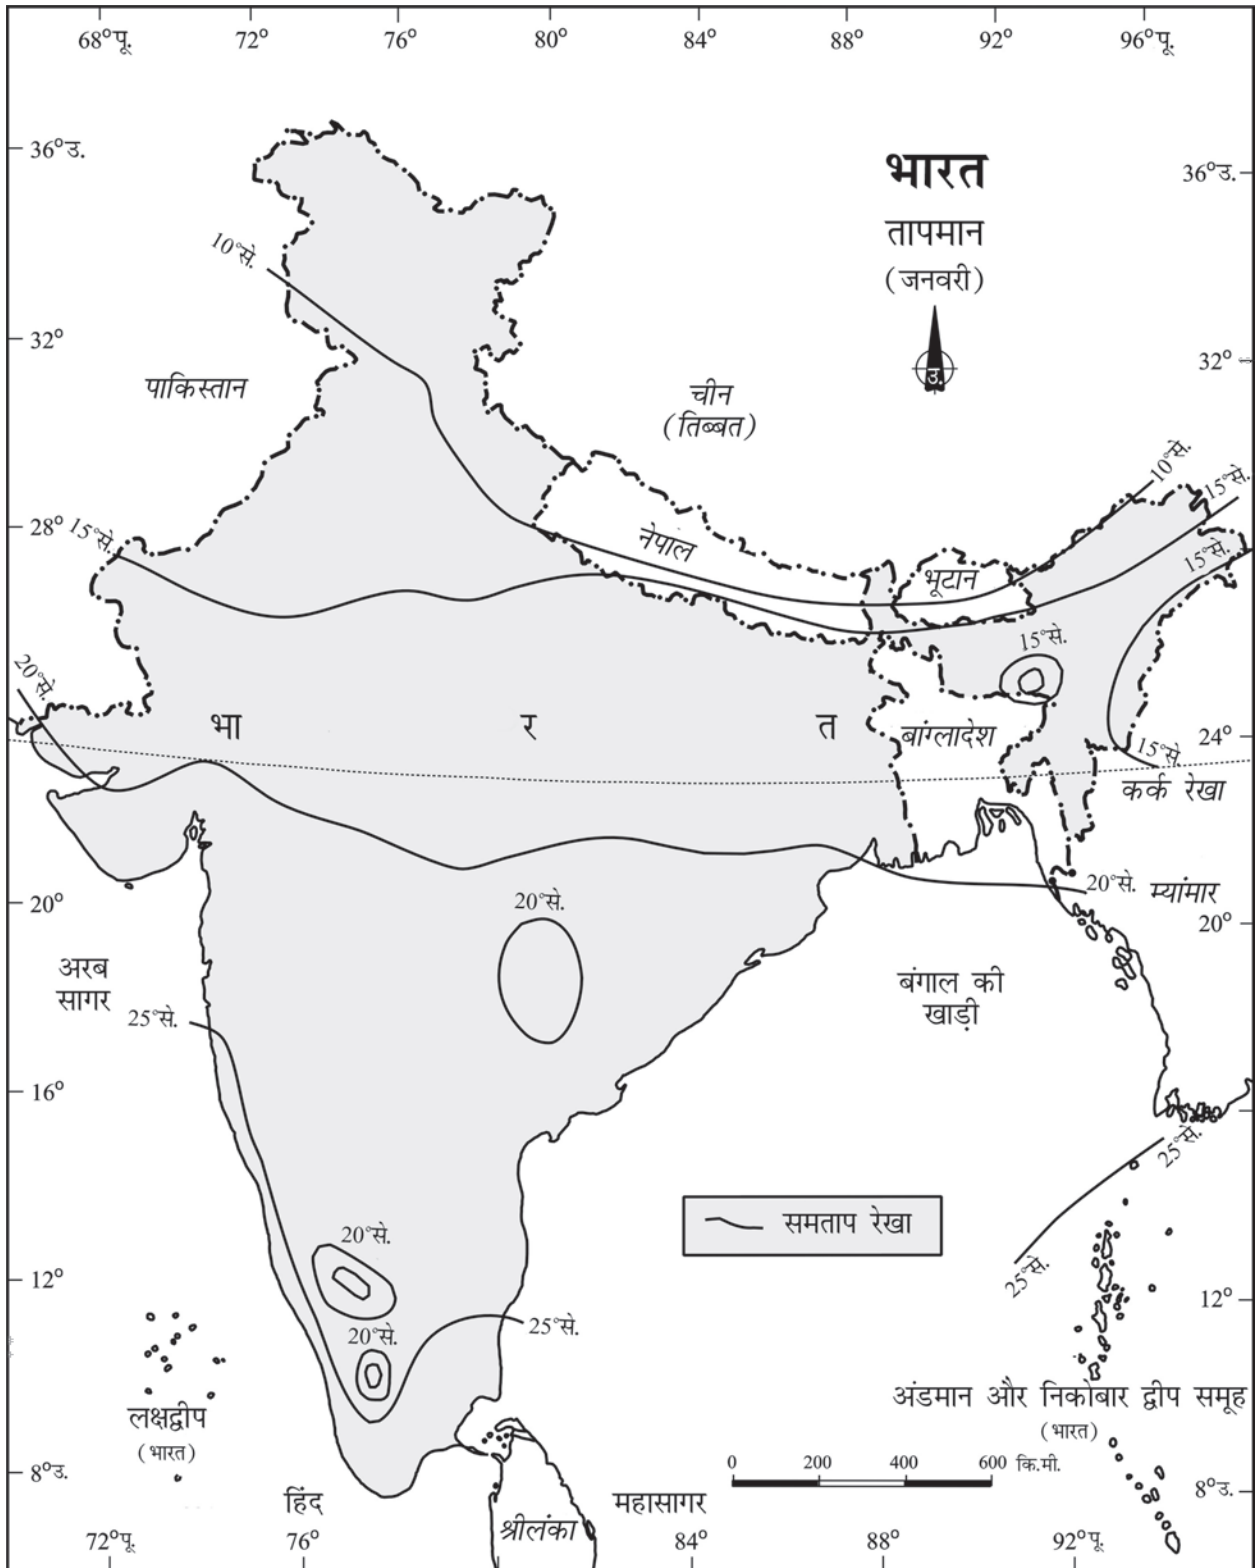 68°पू.
72°
76°
80°
84°
88°
92°
96°पू.
36°उ.
36°उ.
भारत
तापमान
(जनवरी)
उ.
10°से.
32°
32°
पाकिस्तान
चीन
(तिब्बत)
10°से.
15°से.
28°
15°से.
नेपाल
भूटान
15°से.
15°से.
20°से.
भा र त
बांग्लादेश
24°
15°से
कर्क रेखा
20°से.
म्यांमार
20°
20°से.
20°
अरब
सागर
बंगाल की
खाड़ी
25°से.
16°
25°से.
समताप रेखा
20°से.
25°से.
12°
12°
20°से.
25°से.
लक्षद्वीप
(भारत)
अंडमान और निकोबार द्वीप समूह
(भारत)
0 200 400 600 कि.मी.
8°उ.
8°उ.
हिंद
महासागर
श्रीलंका
72°पू.
76°
84°
88°
92°पू.